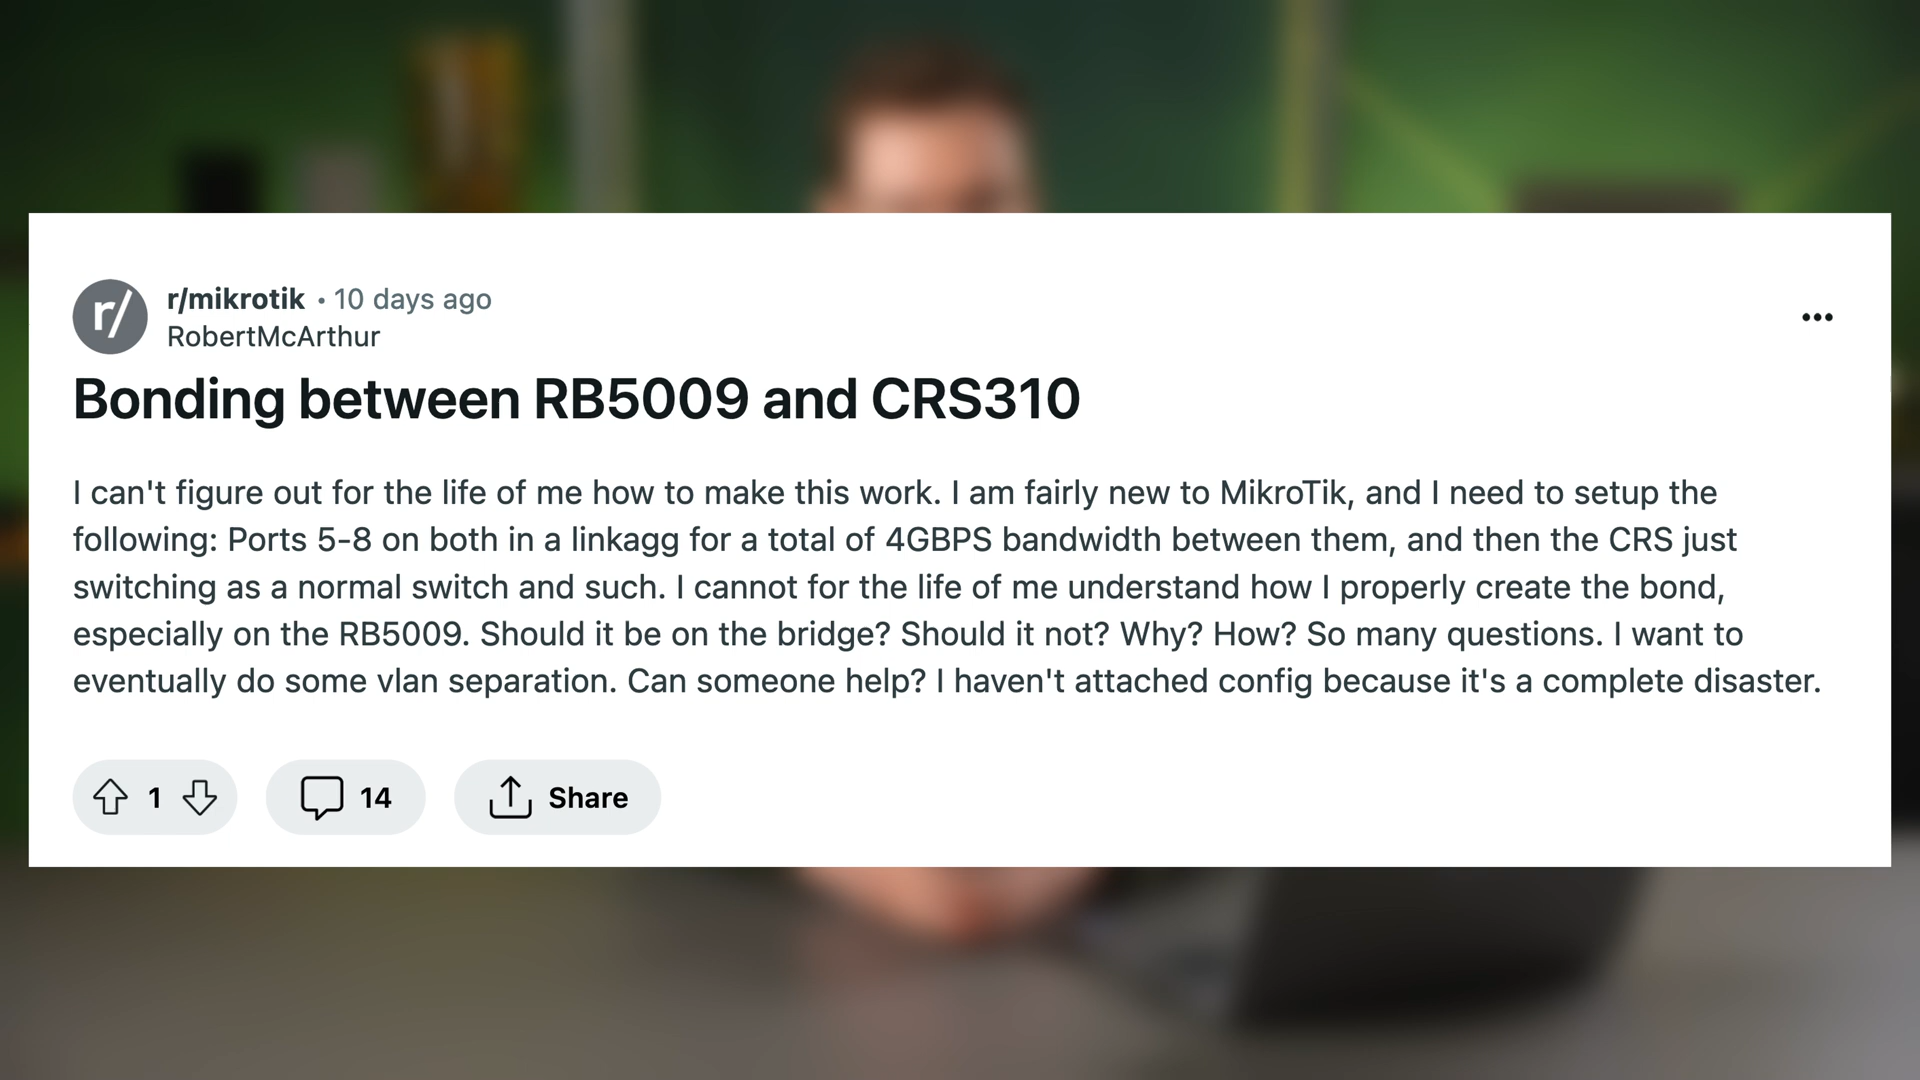 r/
r/mikrotik • 10 days ago
RobertMcArthur
Bonding between RB5009 and CRS310
I can't figure out for the life of me how to make this work. I am fairly new to MikroTik, and I need to setup the
following: Ports 5-8 on both in a linkagg for a total of 4GBPS bandwidth between them, and then the CRS just
switching as a normal switch and such. I cannot for the life of me understand how I properly create the bond,
especially on the RB5009. Should it be on the bridge? Should it not? Why? How? So many questions. I want to
eventually do some vlan separation. Can someone help? I haven't attached config because it's a complete disaster.
1
14
Share